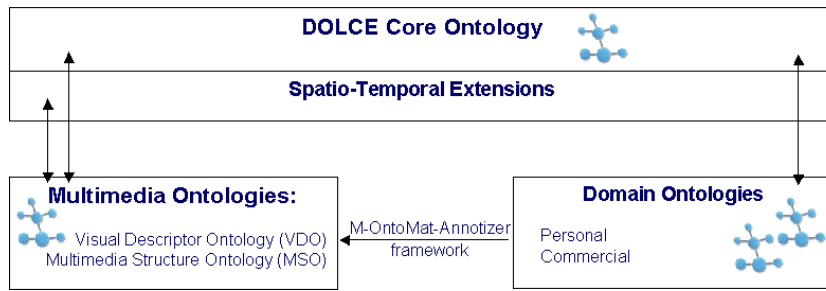 DOLCE Core Ontology
Spatio-Temporal Extensions
Multimedia Ontologies:
Visual Descriptor Ontology (VDO)
Multimedia Structure Ontology (MSO)
M-OntoMat-Annotizer
framework
Domain Ontologies
Personal
Commercial